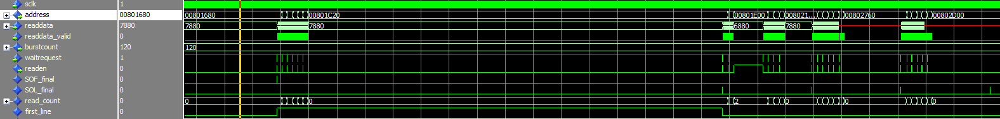 sdk 1
address 00801680 00801680 00801C20 00801E00 008021... 00802760 00802D00
readdata 7880 7880 7880 6880 7880
readdata_valid 0
burstcount 120 120
waitrequest 1
readen 0
SOF_final 0
SOL_final 0
read_count 0 0 0 2 0 0 0
first_line 0